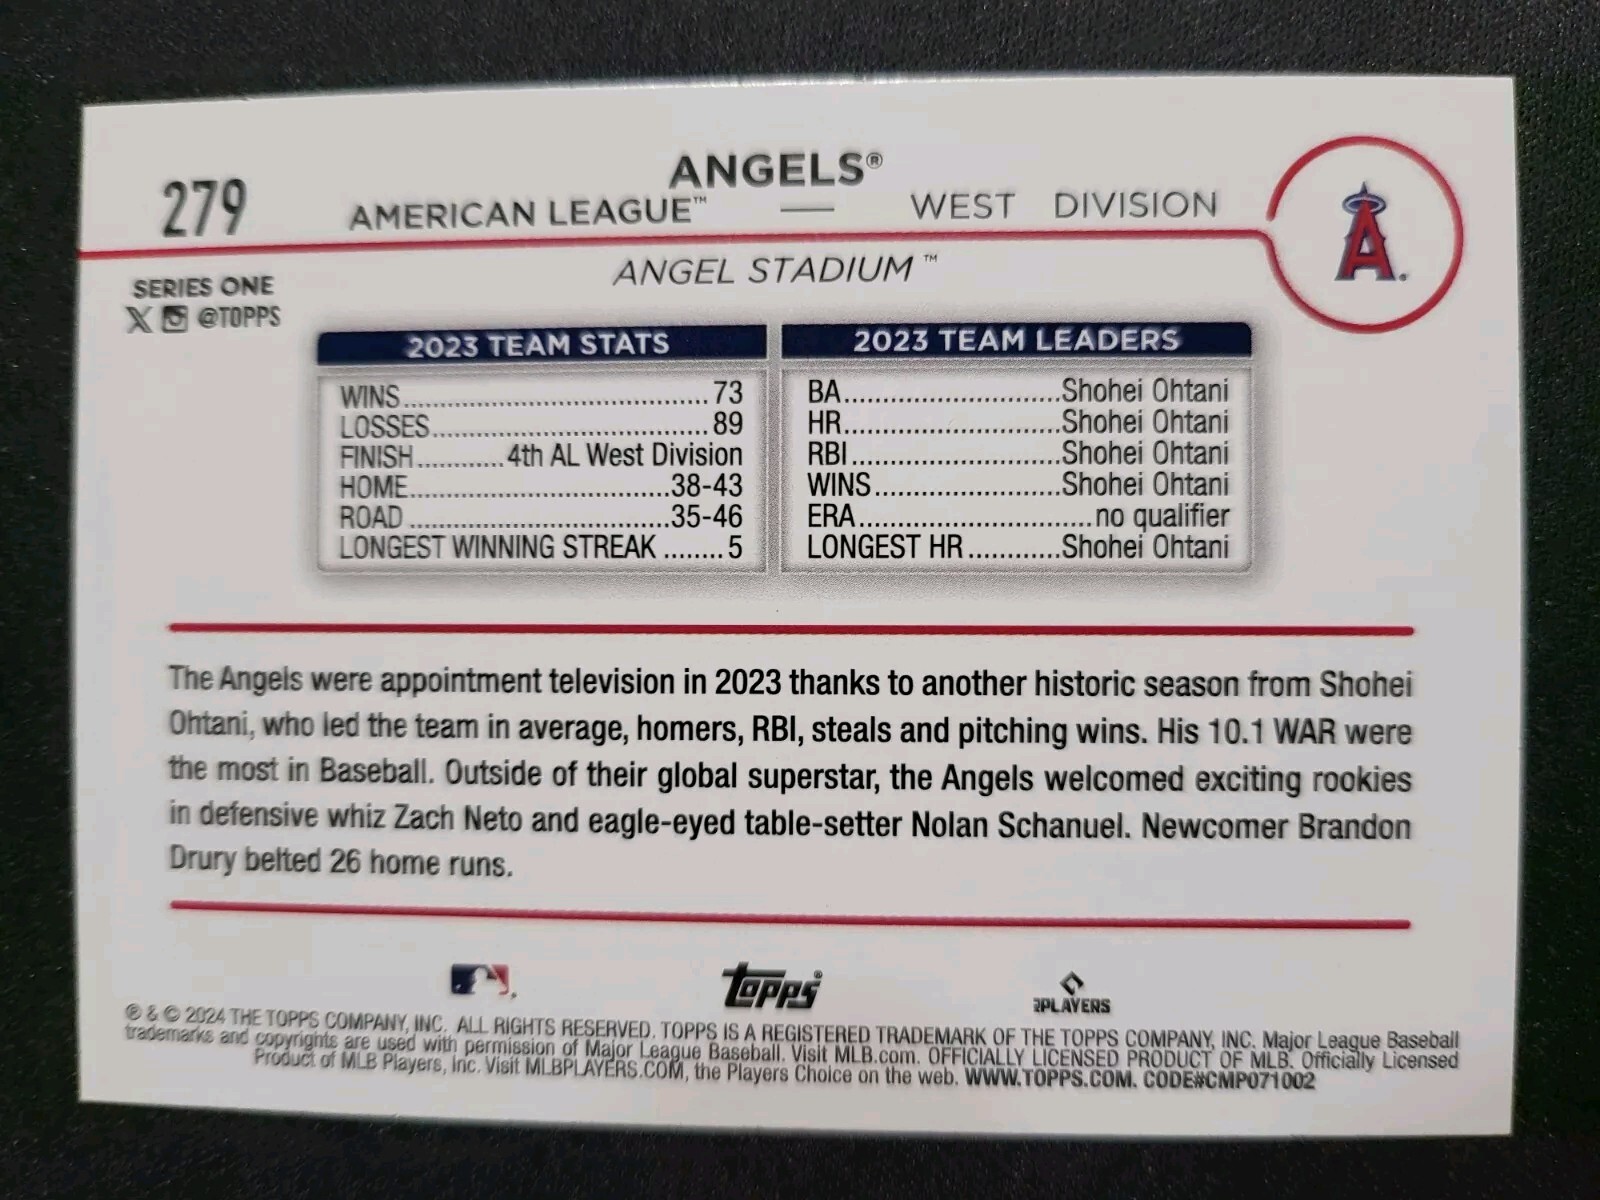 279
ANGELS®
AMERICAN LEAGUE™ — WEST DIVISION
A.
ANGEL STADIUM™
SERIES ONE
X @TOPPS
2023 TEAM STATS
WINS..........73
LOSSES..........89
FINISH..........4th AL West Division
HOME..........38-43
ROAD..........35-46
LONGEST WINNING STREAK ........5
2023 TEAM LEADERS
BA..........Shohei Ohtani
HR..........Shohei Ohtani
RBI..........Shohei Ohtani
WINS..........Shohei Ohtani
ERA..........no qualifier
LONGEST HR..........Shohei Ohtani
The Angels were appointment television in 2023 thanks to another historic season from Shohei
Ohtani, who led the team in average, homers, RBI, steals and pitching wins. His 10.1 WAR were
the most in Baseball. Outside of their global superstar, the Angels welcomed exciting rookies
in defensive whiz Zach Neto and eagle-eyed table-setter Nolan Schanuel. Newcomer Brandon
Drury belted 26 home runs.
topps®
PLAYERS
® & © 2024 THE TOPPS COMPANY, INC. ALL RIGHTS RESERVED. TOPPS IS A REGISTERED TRADEMARK OF THE TOPPS COMPANY, INC. Major League Baseball
trademarks and copyrights are used with permission of Major League Baseball. Visit MLB.com. OFFICIALLY LICENSED PRODUCT OF MLB. Officially Licensed
Product of MLB Players, Inc. Visit MLBPLAYERS.COM, the Players Choice on the web. WWW.TOPPS.COM. CODE#CMP071002